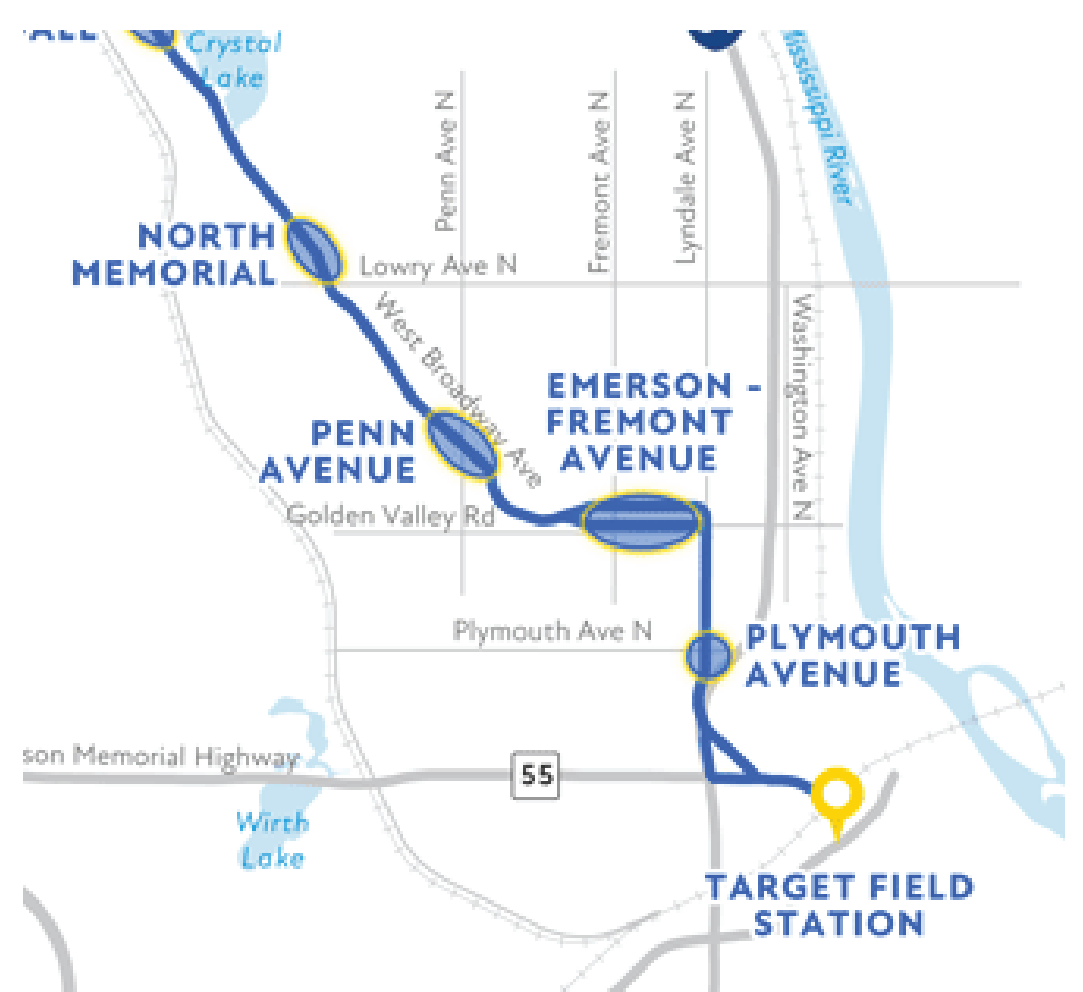 Crystal
Lake
Mississippi River
Penn Ave N
Fremont Ave N
Lyndale Ave N
NORTH
MEMORIAL
Lowry Ave N
West Broadway Ave
Washington Ave N
EMERSON –
FREMONT
AVENUE
PENN
AVENUE
Golden Valley Rd
Plymouth Ave N
PLYMOUTH
AVENUE
son Memorial Highway
55
Wirth
Lake
TARGET FIELD
STATION